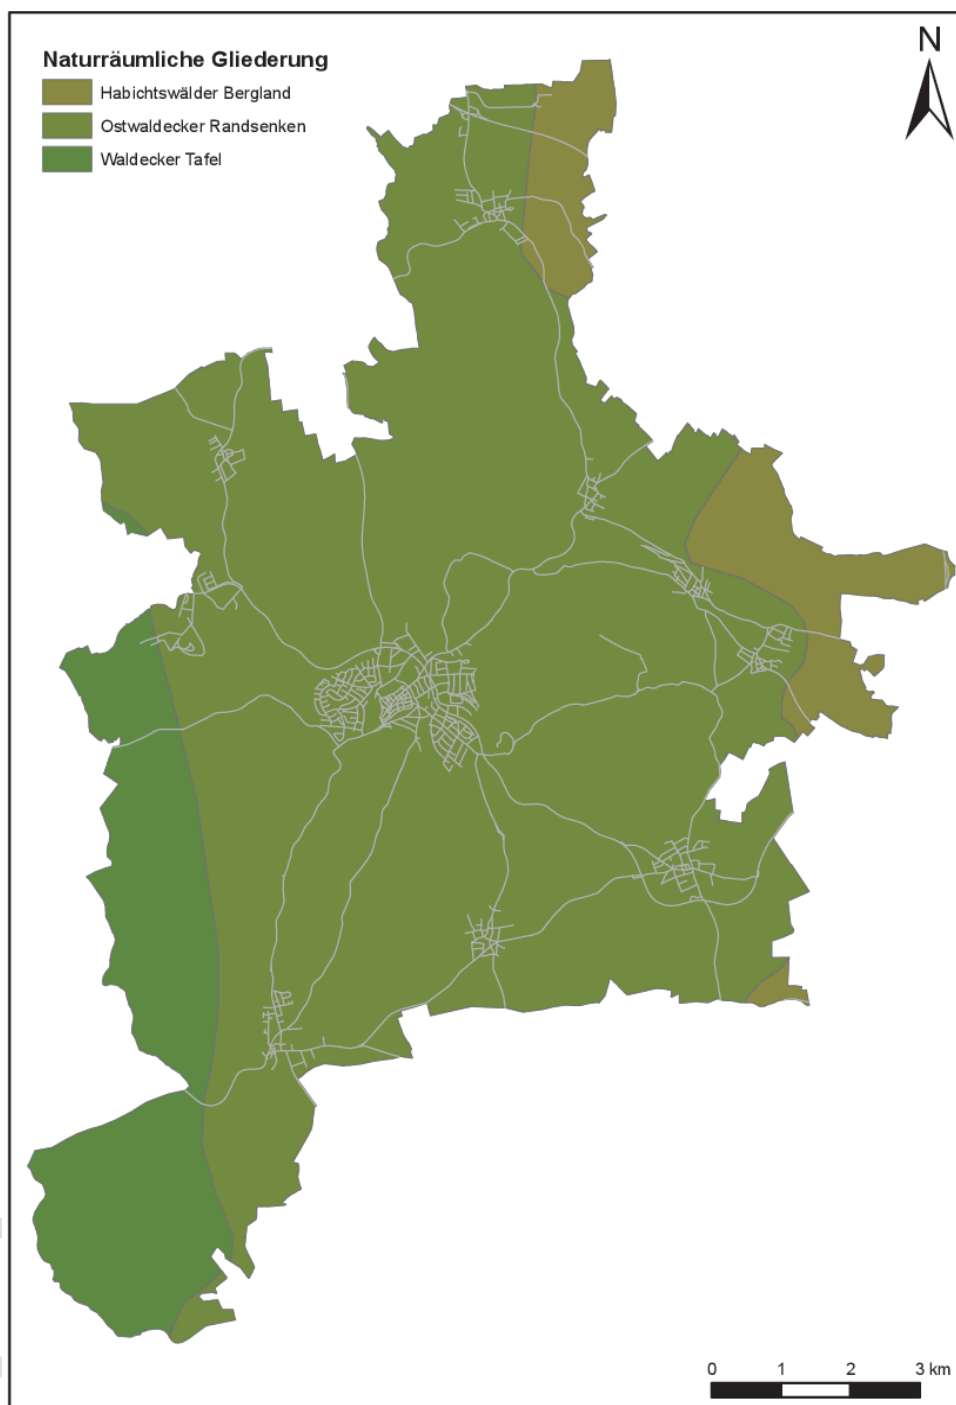 N
Naturräumliche Gliederung
Habichtswälder Bergland
Ostwaldecker Randsenken
Waldecker Tafel
0 1 2 3 km